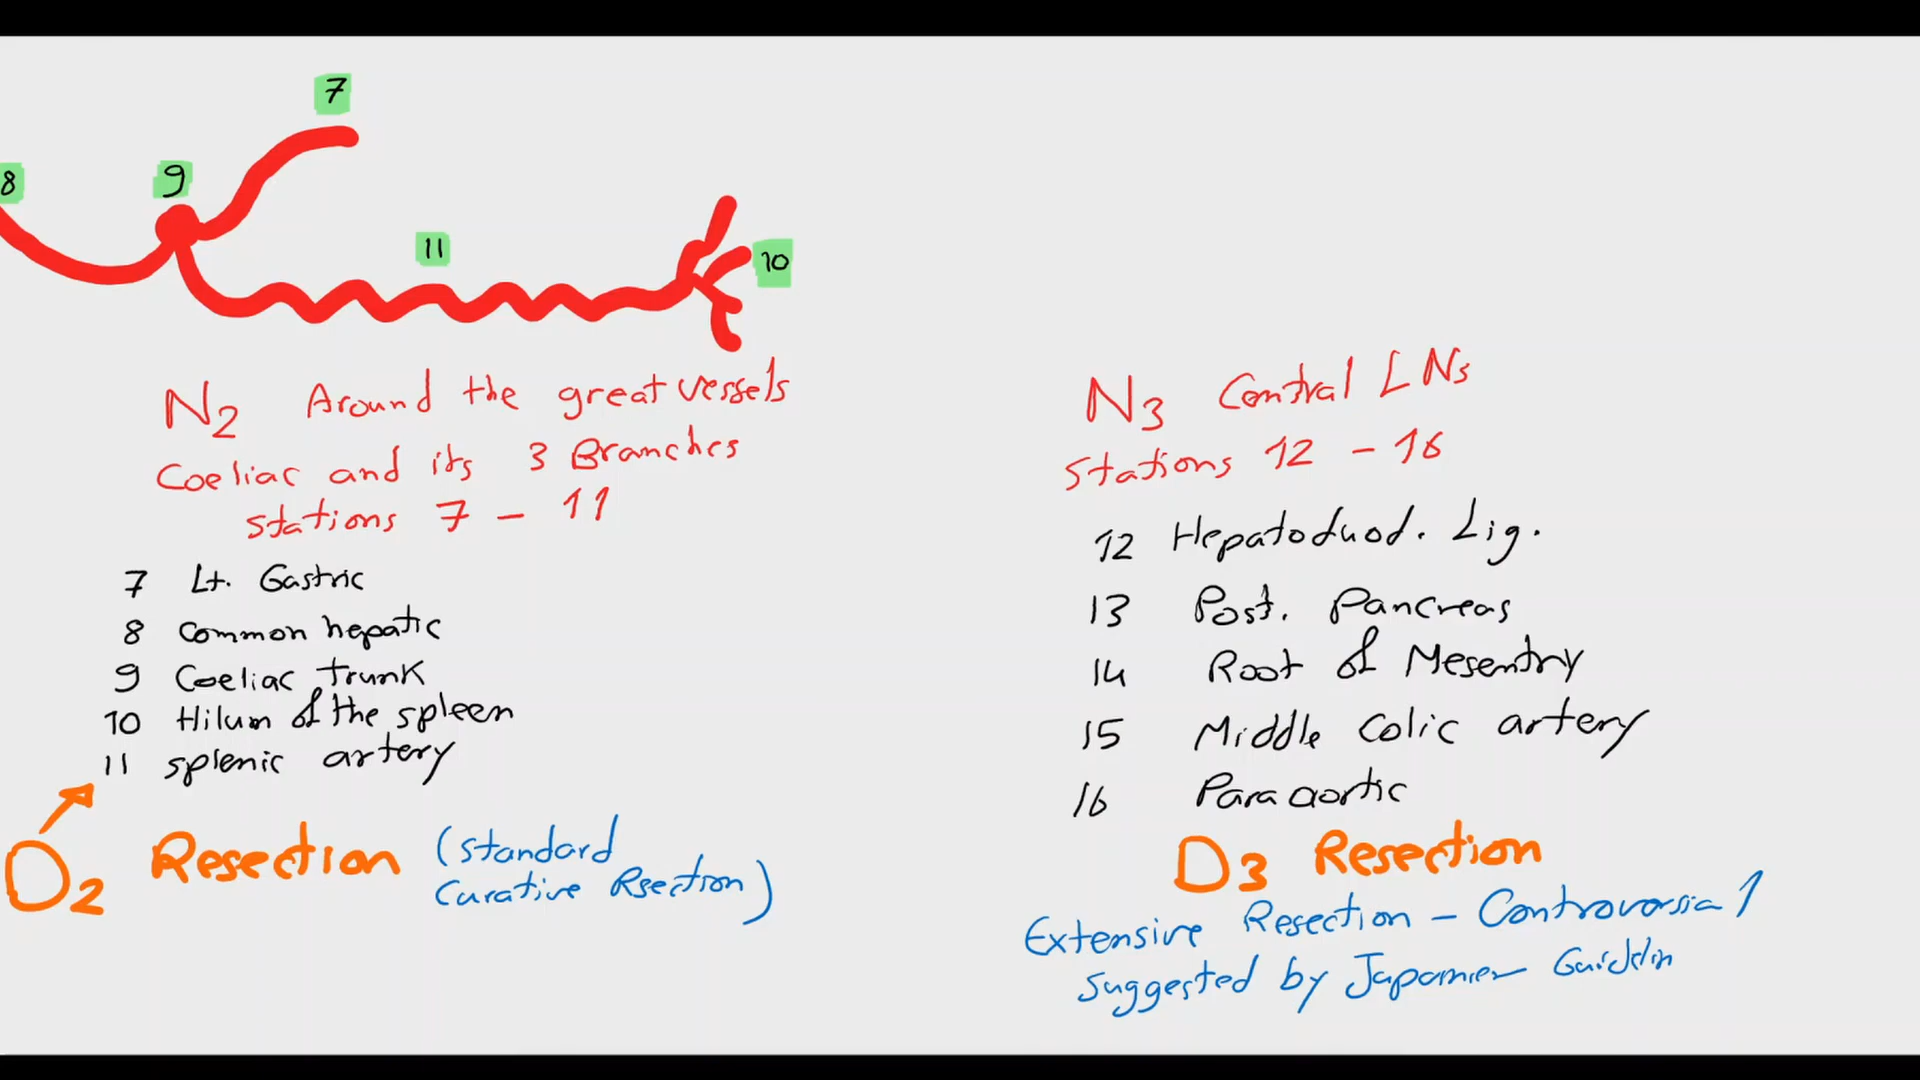 7
8
9
11
10
N2 Around the great vessels
Coeliac and its 3 Branches
stations 7 - 11
7 Lt. Gastric
8 Common hepatic
9 Coeliac trunk
10 Hilum of the spleen
11 splenic artery
D2 Resection (standard
Curative Rsection)
N3 Central LNs
stations 12 - 16
12 Hepatoduod. Lig.
13 Post. Pancreas
14 Root of Mesentry
15 Middle Colic artery
16 Para aortic
D3 Resection
Extensive Resection - Controversial
suggested by